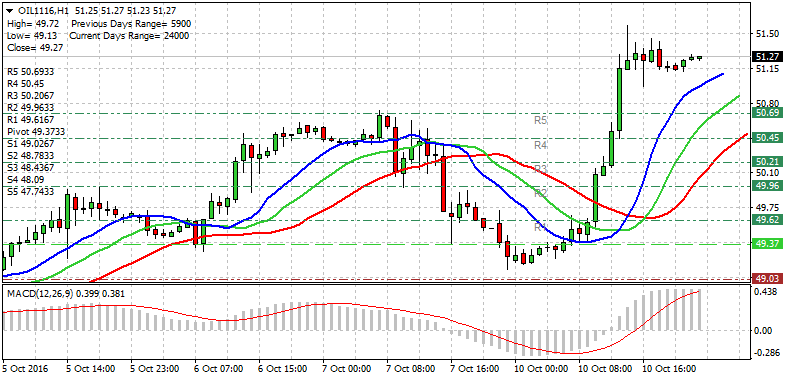 OIL1116,H1 51.25 51.27 51.23 51.27
High= 49.72 Previous Days Range= 5900
Low= 49.13 Current Days Range= 24000
Close= 49.27
R5 50.6933
R4 50.45
R3 50.2067
R2 49.9633
R1 49.6167
Pivot 49.3733
S1 49.0267
S2 48.7833
S3 48.4367
S4 48.09
S5 47.7433
R5
R4
R3
R2
51.50
51.27
51.15
50.80
50.69
50.45
50.21
50.10
49.96
49.75
49.62
49.37
49.03
MACD(12,26,9) 0.399 0.381
0.438
0.00
-0.286
5 Oct 2016 5 Oct 14:00 5 Oct 23:00 6 Oct 07:00 6 Oct 15:00 7 Oct 00:00 7 Oct 08:00 7 Oct 16:00 10 Oct 00:00 10 Oct 08:00 10 Oct 16:00